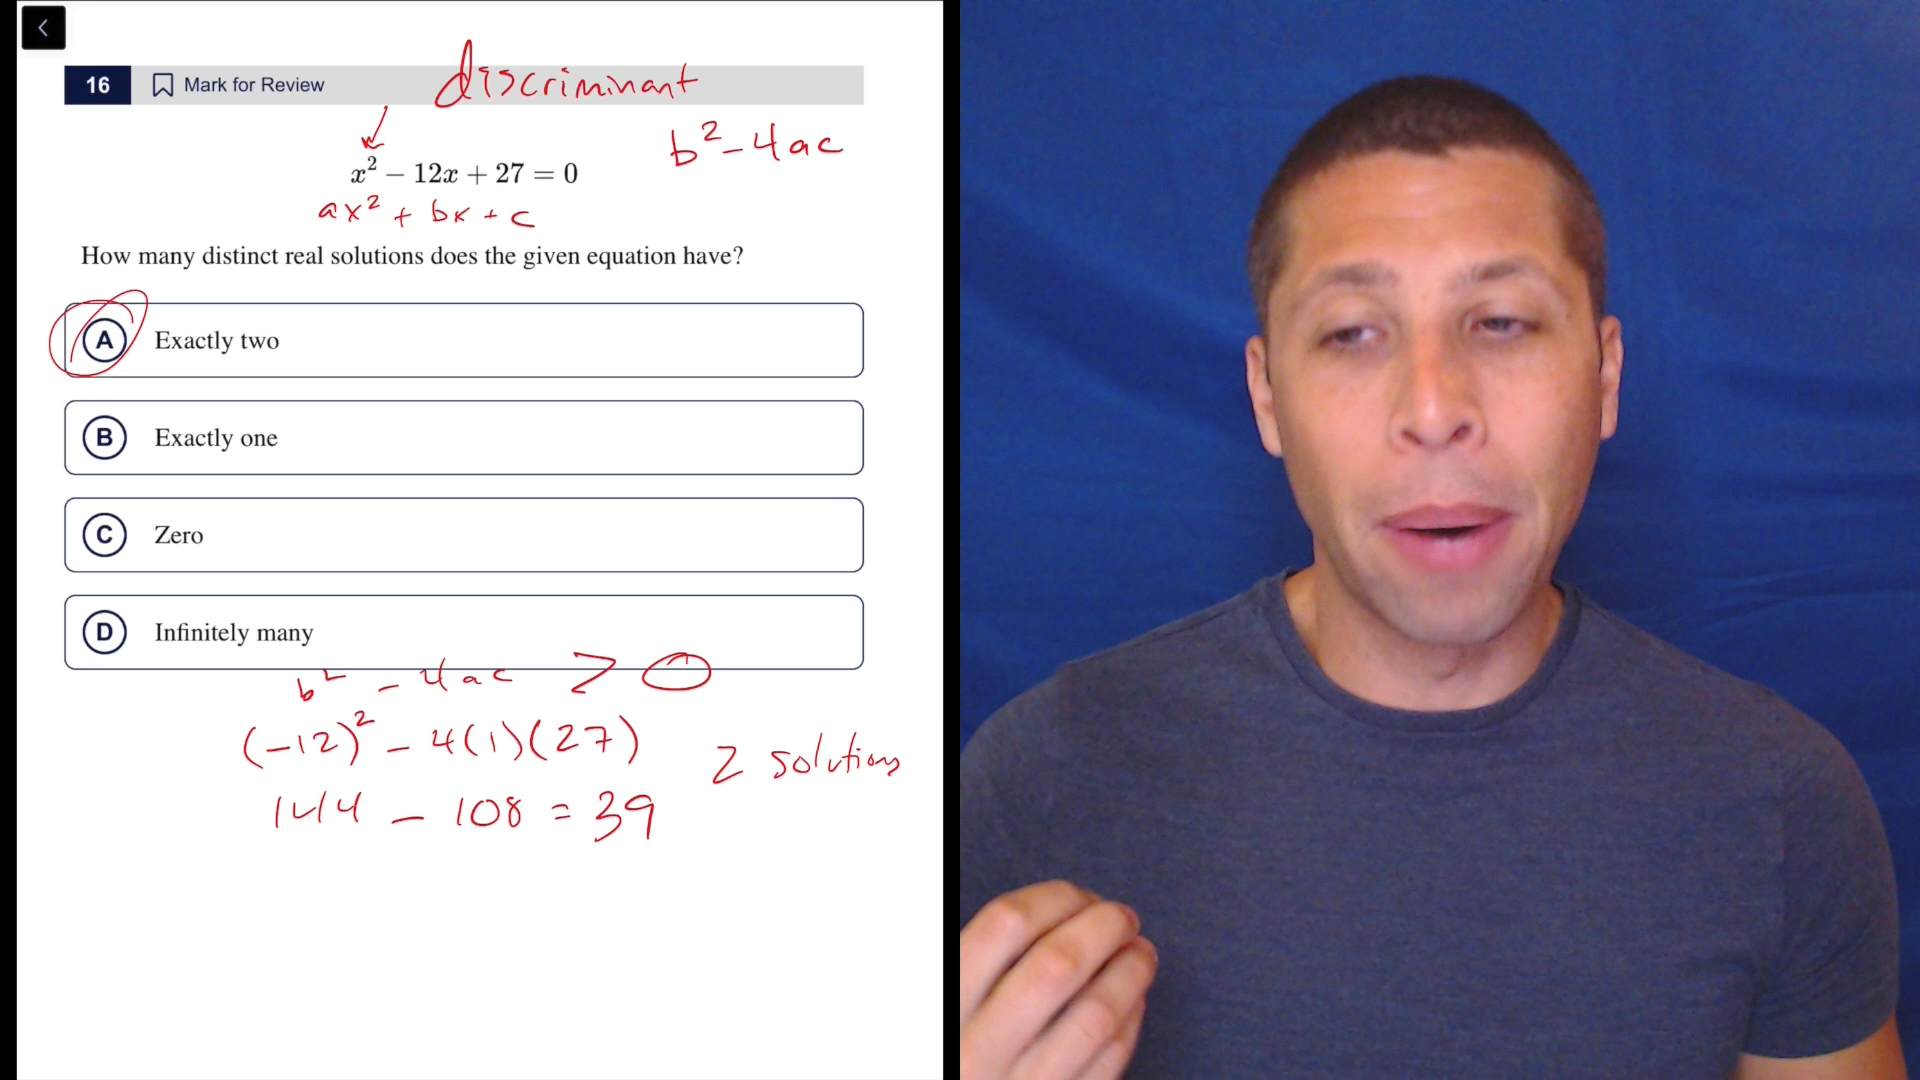 16 Mark for Review discriminant
b² - 4ac
x² − 12x + 27 = 0
ax² + bx + c
How many distinct real solutions does the given equation have?
A Exactly two
B Exactly one
C Zero
D Infinitely many
b² - 4ac > 0
(-12)² - 4(1)(27)
2 solutions
144 - 108 = 39